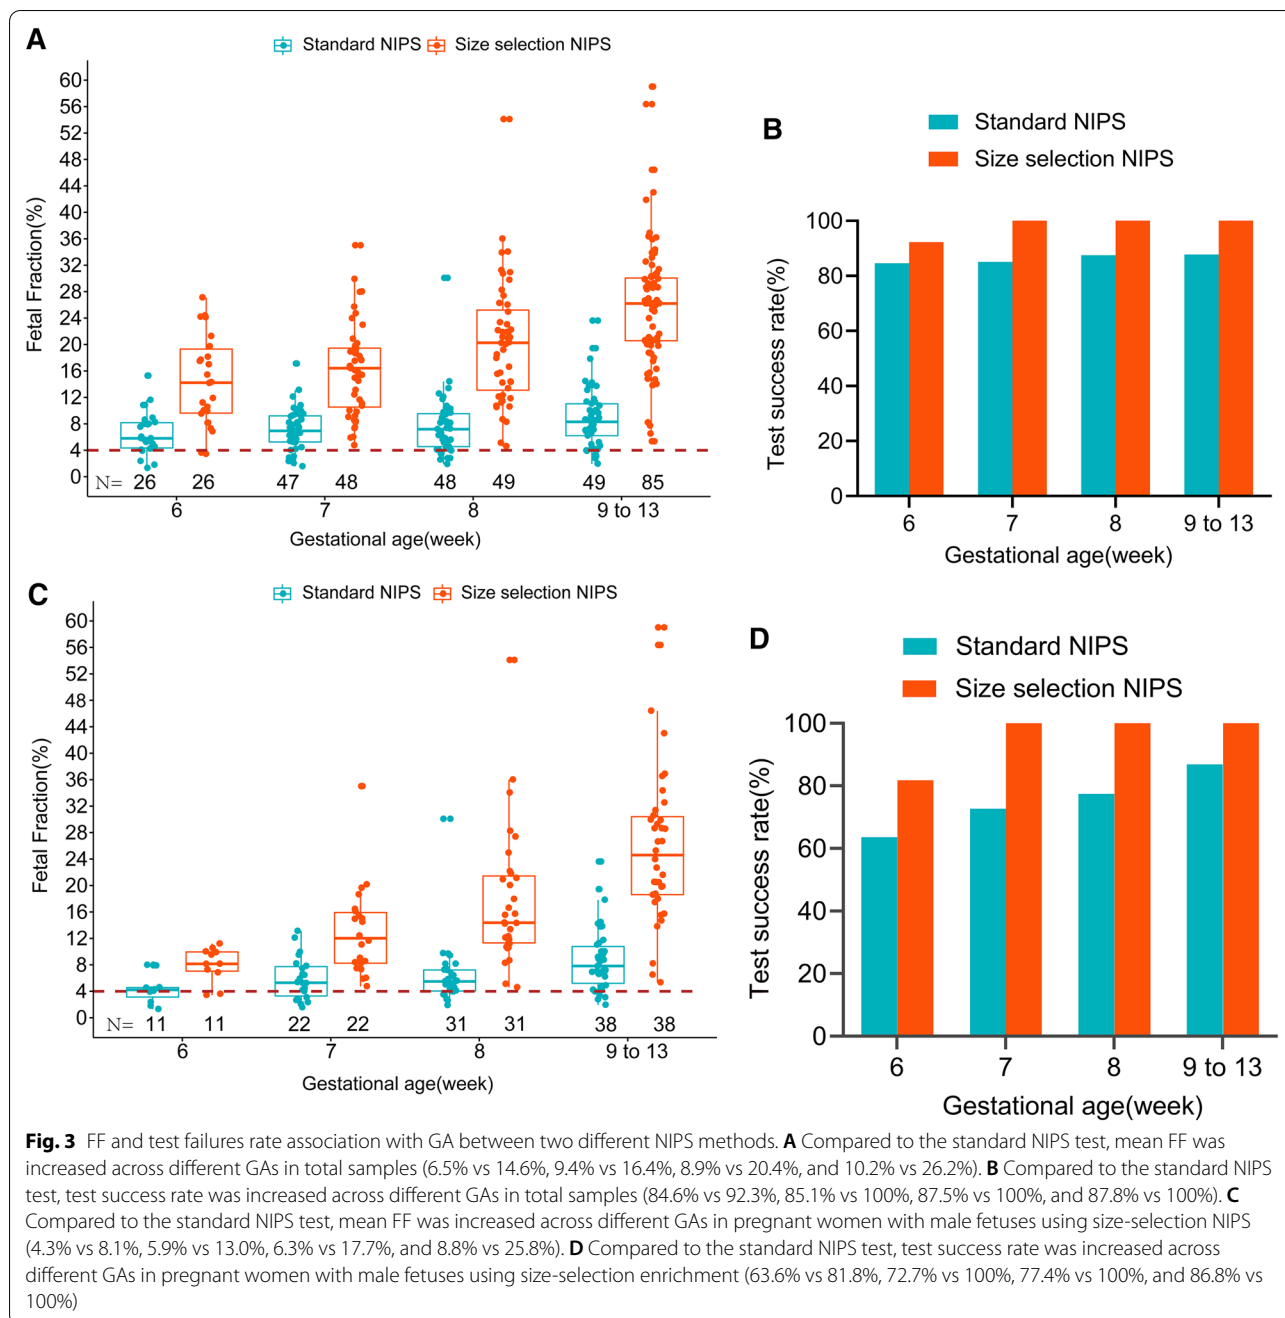 A
Standard NIPS Size selection NIPS
Fetal Fraction(%)
60
56
52
48
44
40
36
32
28
24
20
16
12
8
4
0
N= 26 26 47 48 48 49 49 85
6 7 8 9 to 13
Gestational age(week)
B
Standard NIPS
Size selection NIPS
Test success rate(%)
100
80
60
40
20
0
6 7 8 9 to 13
Gestational age(week)
C
Standard NIPS Size selection NIPS
Fetal Fraction(%)
60
56
52
48
44
40
36
32
28
24
20
16
12
8
4
0
N= 11 11 22 22 31 31 38 38
6 7 8 9 to 13
Gestational age(week)
D
Standard NIPS
Size selection NIPS
Test success rate(%)
100
80
60
40
20
0
6 7 8 9 to 13
Gestational age(week)
Fig. 3 FF and test failures rate association with GA between two different NIPS methods. A Compared to the standard NIPS test, mean FF was
increased across different GAs in total samples (6.5% vs 14.6%, 9.4% vs 16.4%, 8.9% vs 20.4%, and 10.2% vs 26.2%). B Compared to the standard NIPS
test, test success rate was increased across different GAs in total samples (84.6% vs 92.3%, 85.1% vs 100%, 87.5% vs 100%, and 87.8% vs 100%). C
Compared to the standard NIPS test, mean FF was increased across different GAs in pregnant women with male fetuses using size-selection NIPS
(4.3% vs 8.1%, 5.9% vs 13.0%, 6.3% vs 17.7%, and 8.8% vs 25.8%). D Compared to the standard NIPS test, test success rate was increased across
different GAs in pregnant women with male fetuses using size-selection enrichment (63.6% vs 81.8%, 72.7% vs 100%, 77.4% vs 100%, and 86.8% vs
100%)